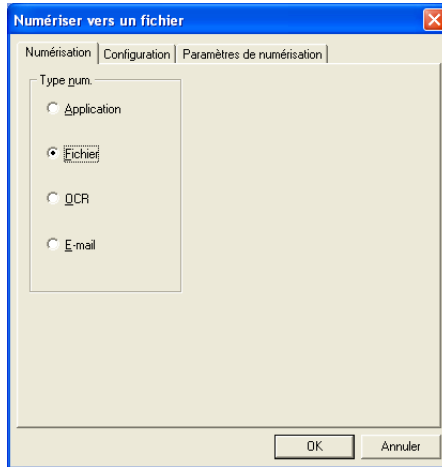 Numériser vers un fichier
Numérisation Configuration Paramètres de numérisation
Type num.
Application
Fichier
OCR
E-mail
OK Annuler